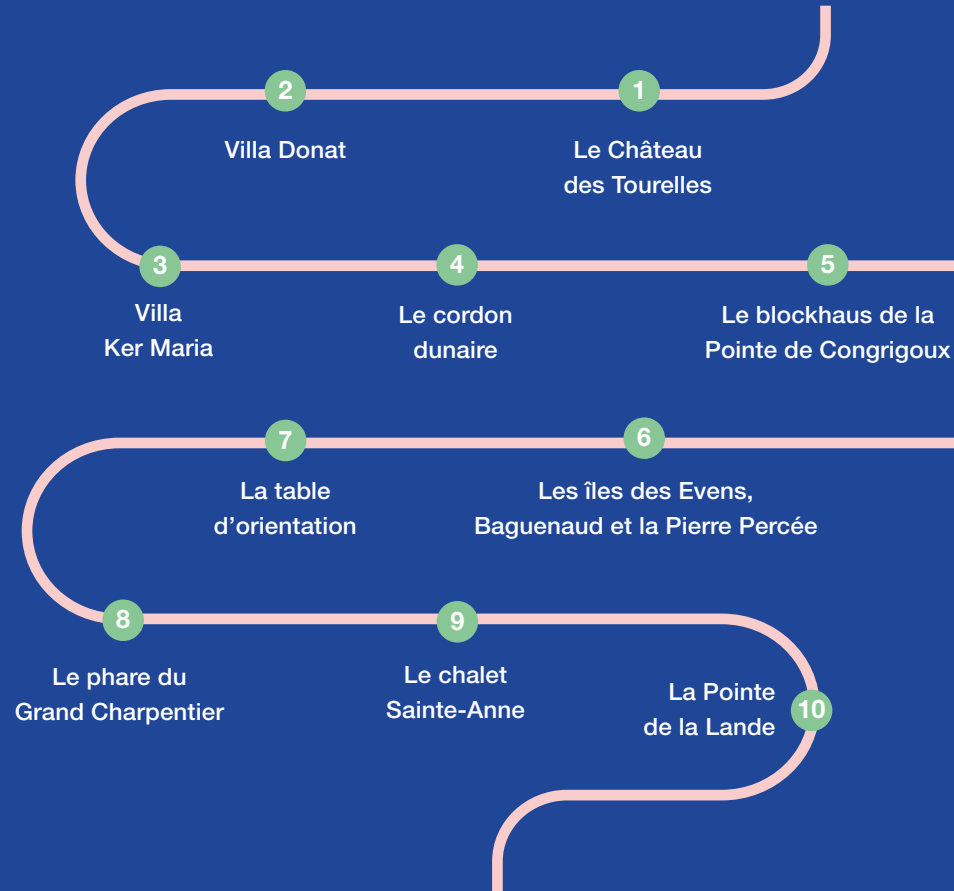 1
Le Château
des Tourelles
2
Villa Donat
3
Villa
Ker Maria
4
Le cordon
dunaire
5
Le blockhaus de la
Pointe de Congrigoux
6
Les îles des Evens,
Baguenaud et la Pierre Percée
7
La table
d’orientation
8
Le phare du
Grand Charpentier
9
Le chalet
Sainte-Anne
10
La Pointe
de la Lande